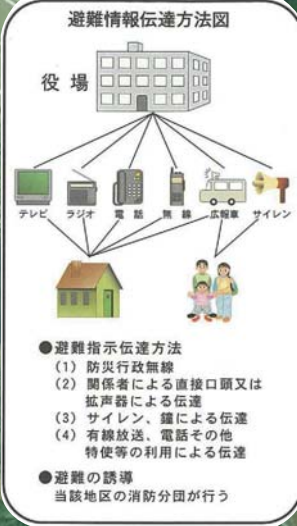 避難情報伝達方法図
役場
テレビ ラジオ 電話 無線 広報車 サイレン
●避難指示伝達方法
(1) 防災行政無線
(2) 関係者による直接口頭又は
拡声器による伝達
(3) サイレン、鐘による伝達
(4) 有線放送、電話その他
特使等の利用による伝達
●避難の誘導
当該地区の消防分団が行う